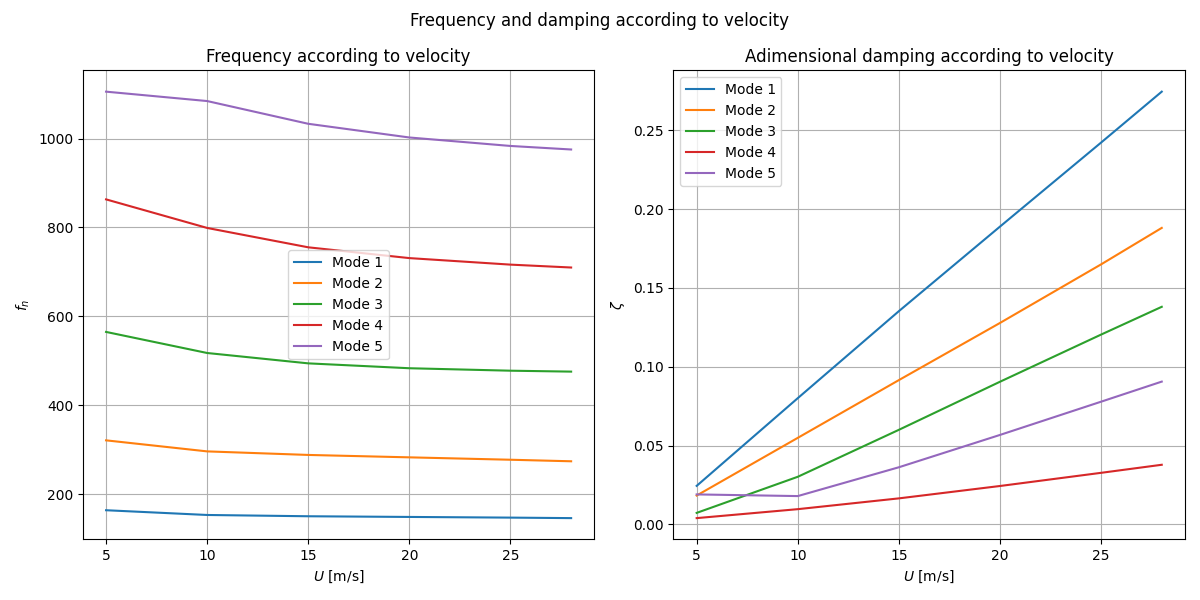 Frequency and damping according to velocity
Frequency according to velocity
1000
800
600
400
200
5
10
15
20
25
fn
U [m/s]
Mode 1
Mode 2
Mode 3
Mode 4
Mode 5
Adimensional damping according to velocity
0.25
0.20
0.15
0.10
0.05
0.00
5
10
15
20
25
ζ
U [m/s]
Mode 1
Mode 2
Mode 3
Mode 4
Mode 5